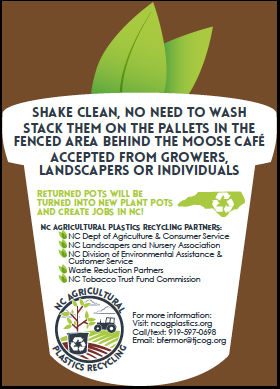 SHAKE CLEAN, NO NEED TO WASH
STACK THEM ON THE PALLETS IN THE
FENCED AREA BEHIND THE MOOSE CAFÉ
ACCEPTED FROM GROWERS,
LANDSCAPERS OR INDIVIDUALS
RETURNED POTS WILL BE
TURNED INTO NEW PLANT POTS
AND CREATE JOBS IN NC!
NC AGRICULTURAL PLASTICS RECYCLING PARTNERS:
NC Dept of Agriculture & Consumer Service
NC Landscapers and Nursery Association
NC Division of Environmental Assistance &
Customer Service
Waste Reduction Partners
NC Tobacco Trust Fund Commission
NC AGRICULTURAL
PLASTICS RECYCLING
For more information:
Visit: ncagplastics.org
Call/text: 919-597-0698
Email: bfermor@tjcog.org